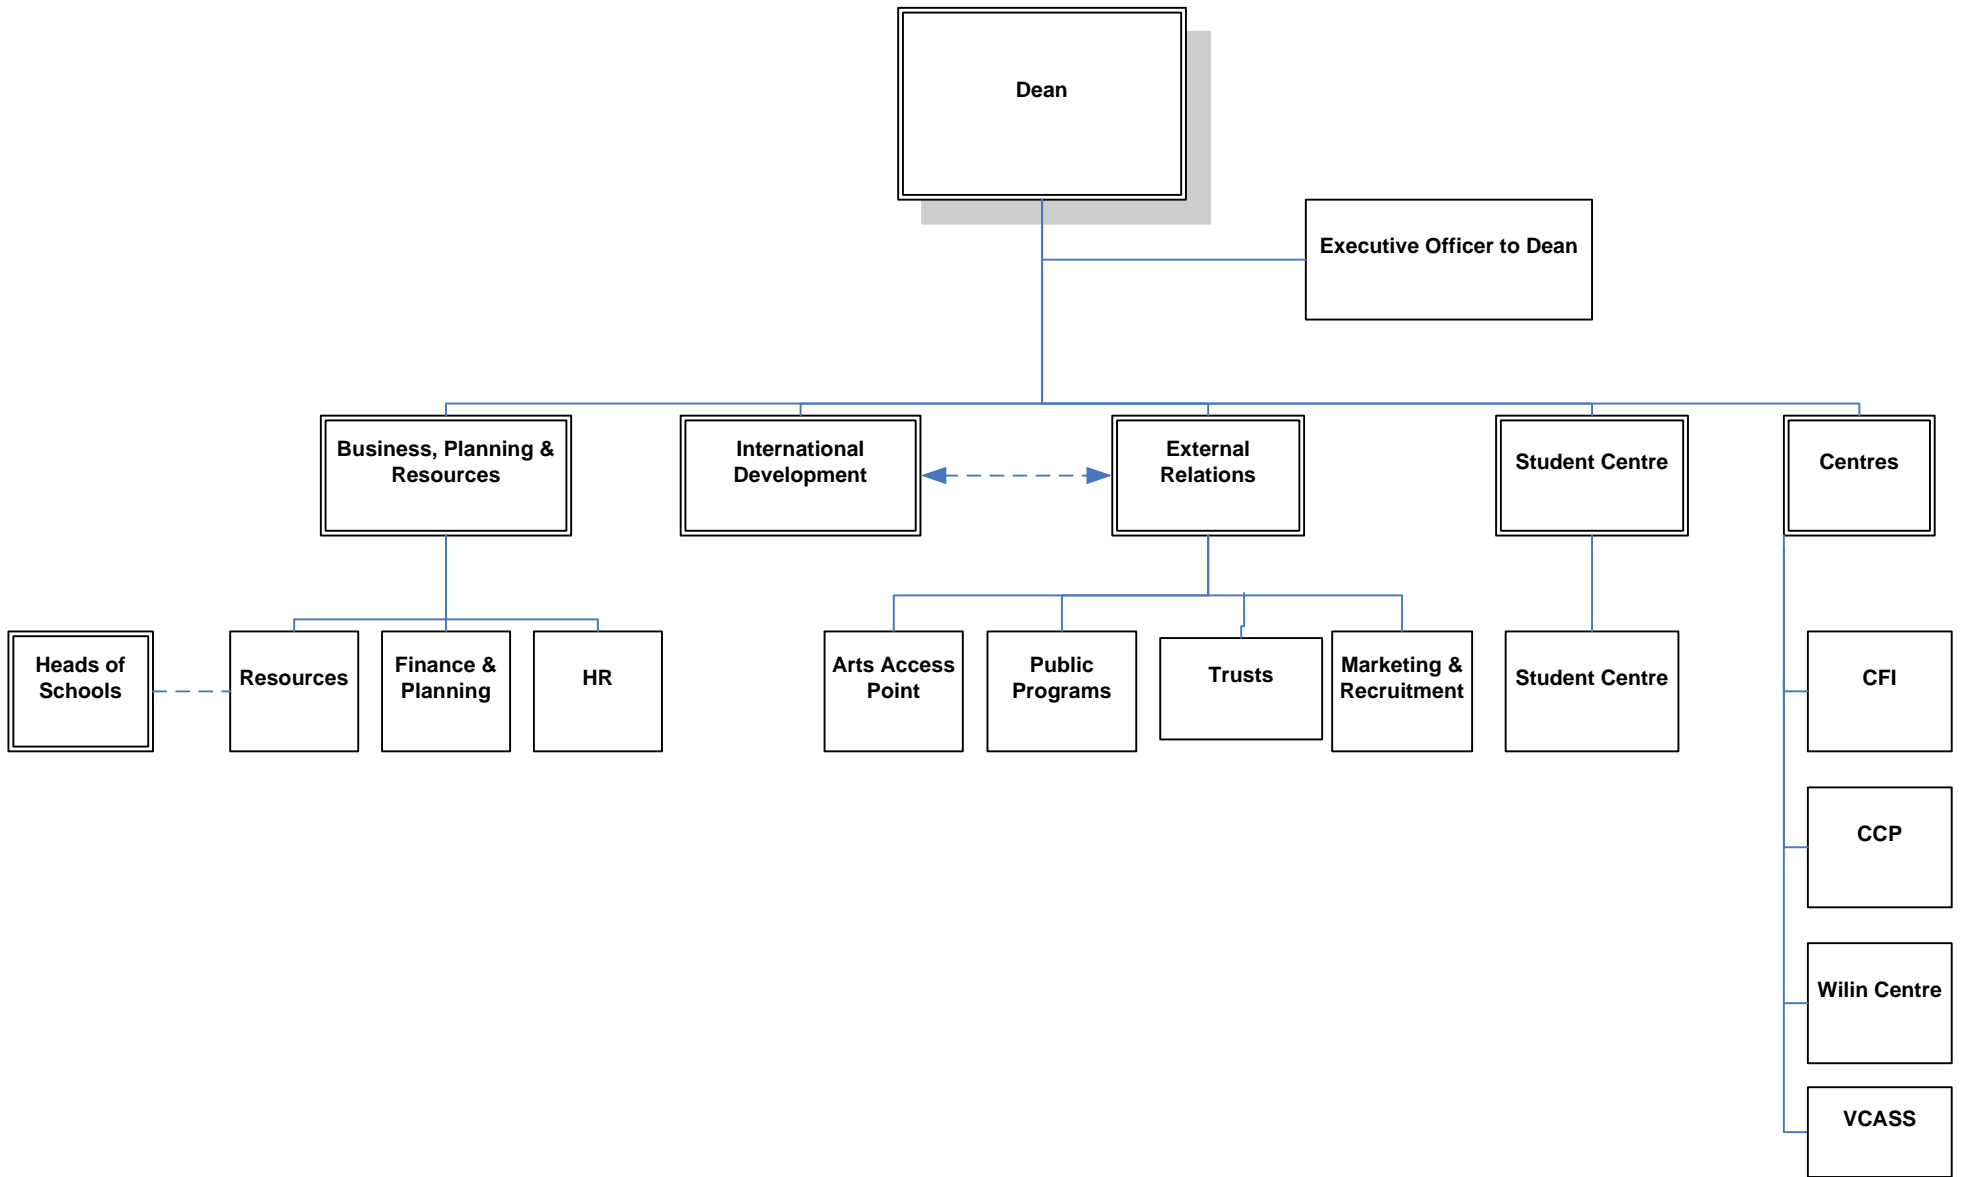 Dean
Executive Officer to Dean
Business, Planning &
Resources
International
Development
External
Relations
Student Centre
Centres
Heads of
Schools
Resources
Finance &
Planning
HR
Arts Access
Point
Public
Programs
Trusts
Marketing &
Recruitment
Student Centre
CFI
CCP
Wilin Centre
VCASS